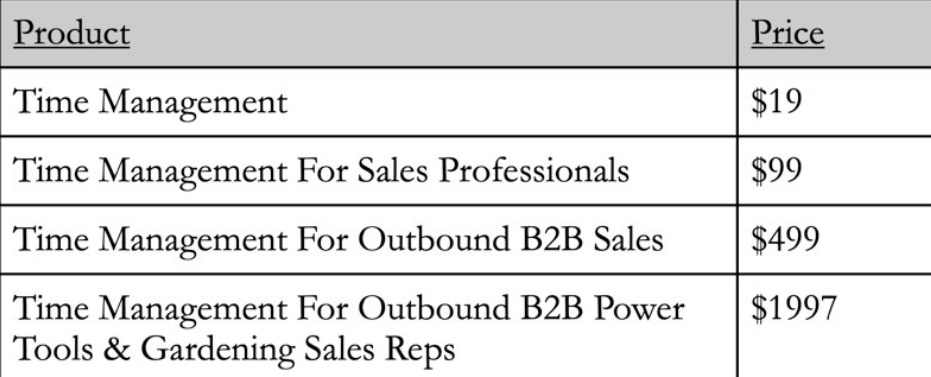 Product Price
Time Management $19
Time Management For Sales Professionals $99
Time Management For Outbound B2B Sales $499
Time Management For Outbound B2B Power $1997
Tools & Gardening Sales Reps